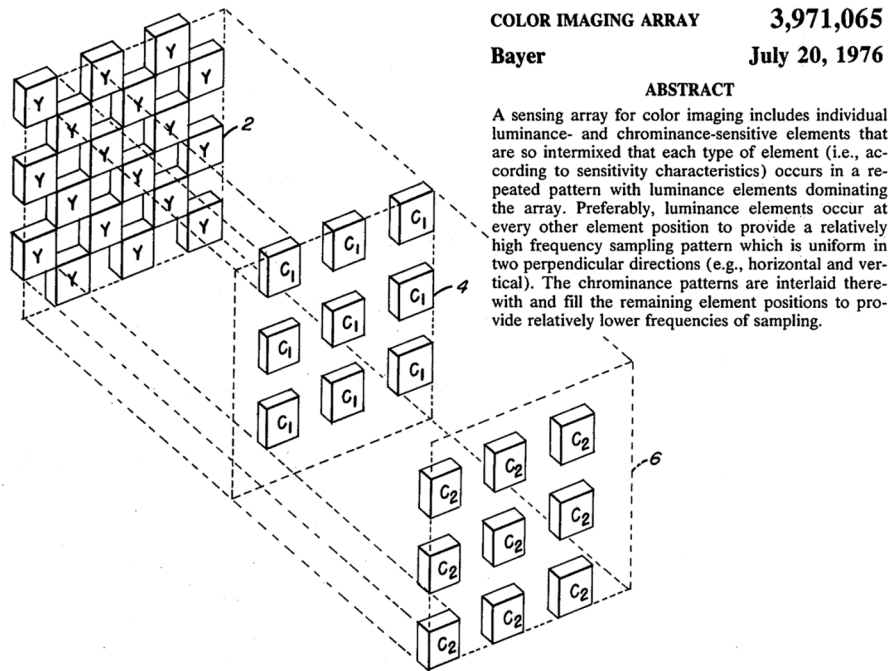 COLOR IMAGING ARRAY 3,971,065
Bayer July 20, 1976
ABSTRACT
A sensing array for color imaging includes individual
luminance- and chrominance-sensitive elements that
are so intermixed that each type of element (i.e., ac-
cording to sensitivity characteristics) occurs in a re-
peated pattern with luminance elements dominating
the array. Preferably, luminance elements occur at
every other element position to provide a relatively
high frequency sampling pattern which is uniform in
two perpendicular directions (e.g., horizontal and ver-
tical). The chrominance patterns are interlaid there-
with and fill the remaining element positions to pro-
vide relatively lower frequencies of sampling.
Y Y Y
Y Y Y
Y Y Y
Y Y Y
Y Y Y
Y Y Y
2
C₁ C₁ C₁
C₁ C₁ C₁
C₁ C₁ C₁
4
C₂ C₂ C₂
C₂ C₂ C₂
C₂ C₂ C₂
6